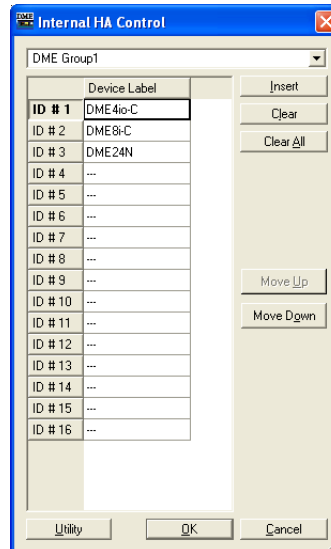 DME Internal HA Control
DME Group1
Device Label
Insert
ID # 1 DME4io-C
Clear
ID # 2 DME8i-C
Clear All
ID # 3 DME24N
ID # 4 ---
ID # 5 ---
ID # 6 ---
ID # 7 ---
ID # 8 ---
ID # 9 ---
Move Up
ID # 10 ---
Move Down
ID # 11 ---
ID # 12 ---
ID # 13 ---
ID # 14 ---
ID # 15 ---
ID # 16 ---
Utility OK Cancel